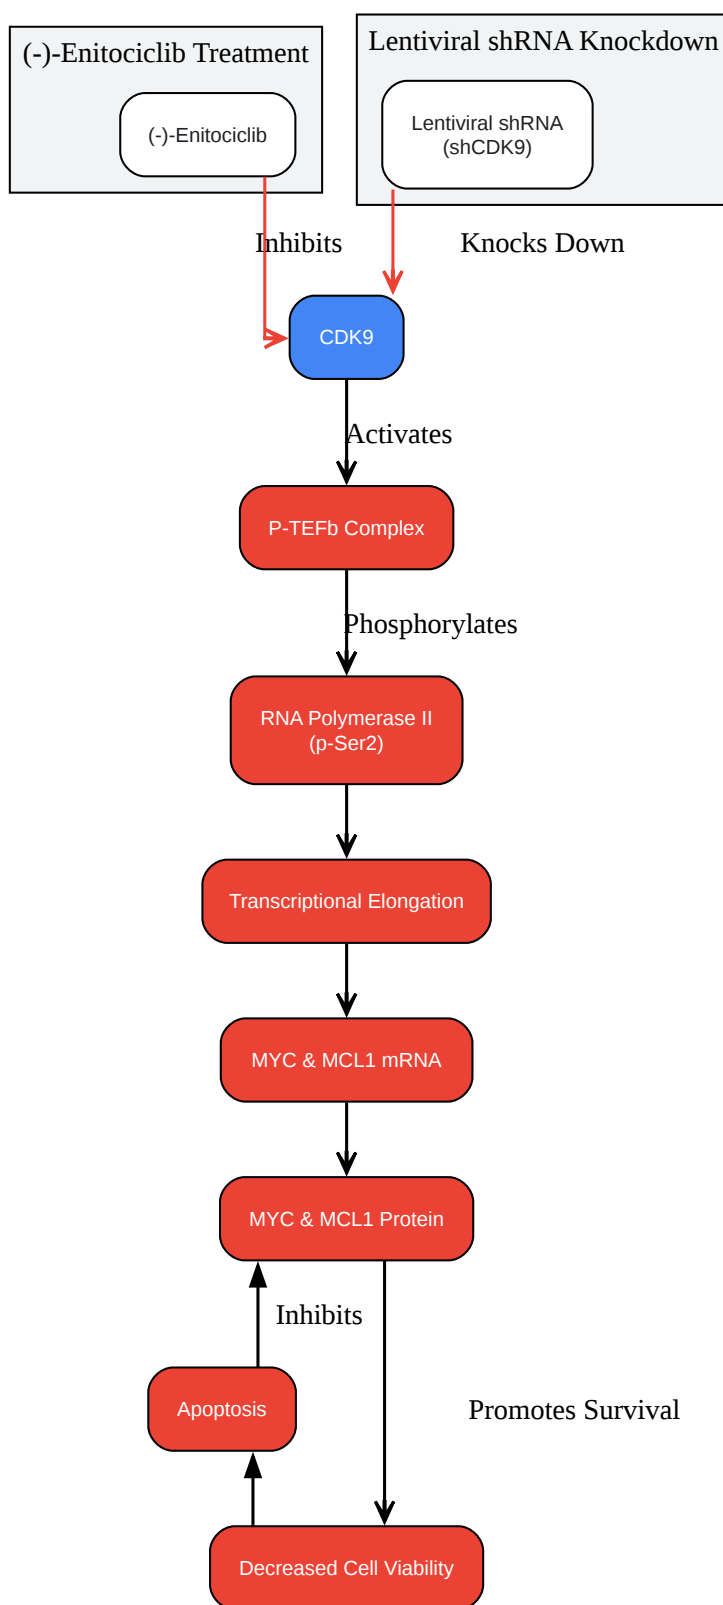 (-)-Enitociclib Treatment
Lentiviral shRNA Knockdown
(-)-Enitociclib
Lentiviral shRNA
(shCDK9)
Inhibits
Knocks Down
CDK9
Activates
P-TEFb Complex
Phosphorylates
RNA Polymerase II
(p-Ser2)
Transcriptional Elongation
MYC & MCL1 mRNA
MYC & MCL1 Protein
Inhibits
Apoptosis
Promotes Survival
Decreased Cell Viability